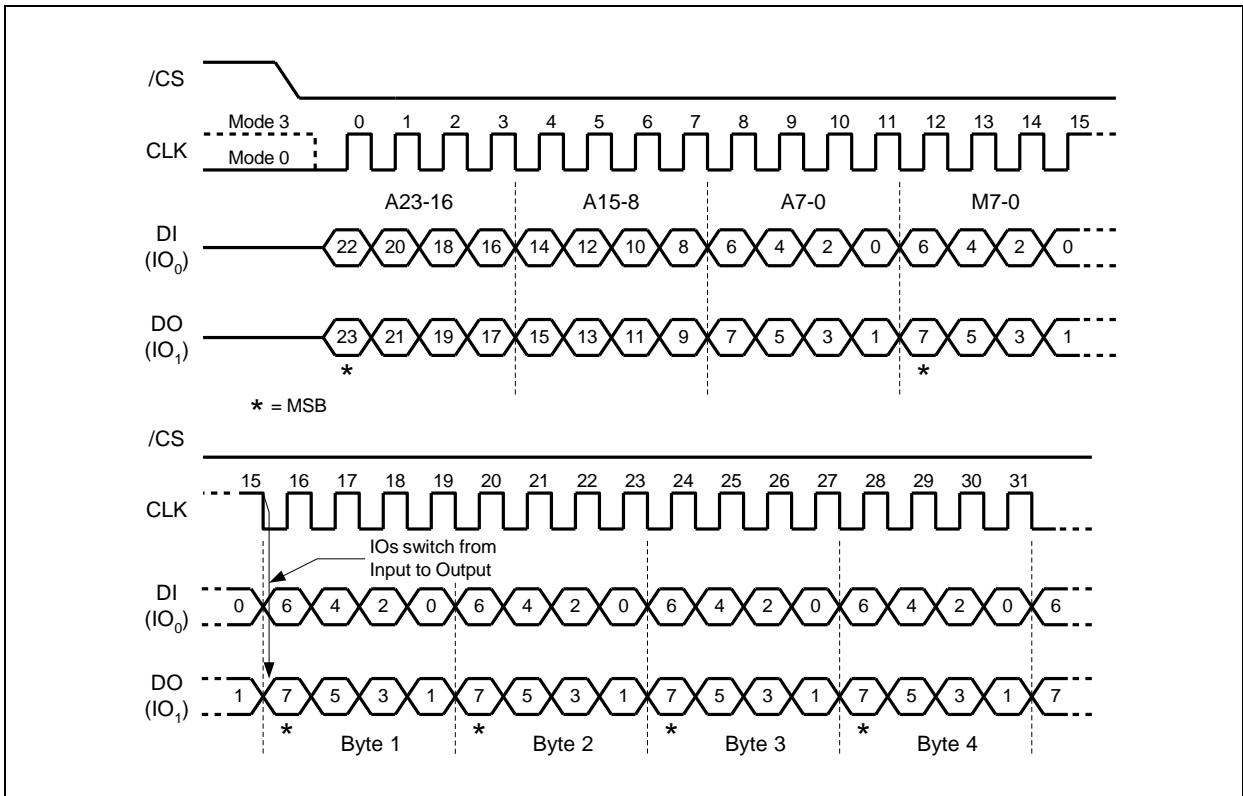 /CS
Mode 3
CLK
Mode 0
0 1 2 3 4 5 6 7 8 9 10 11 12 13 14 15
A23-16 A15-8 A7-0 M7-0
DI
(IO0)
22 20 18 16 14 12 10 8 6 4 2 0 6 4 2 0
DO
(IO1)
23 21 19 17 15 13 11 9 7 5 3 1 7 5 3 1
* *
* = MSB
/CS
15 16 17 18 19 20 21 22 23 24 25 26 27 28 29 30 31
CLK
IOs switch from
Input to Output
DI
(IO0)
0 6 4 2 0 6 4 2 0 6 4 2 0 6 4 2 0 6
DO
(IO1)
1 7 5 3 1 7 5 3 1 7 5 3 1 7 5 3 1 7
* * * *
Byte 1 Byte 2 Byte 3 Byte 4